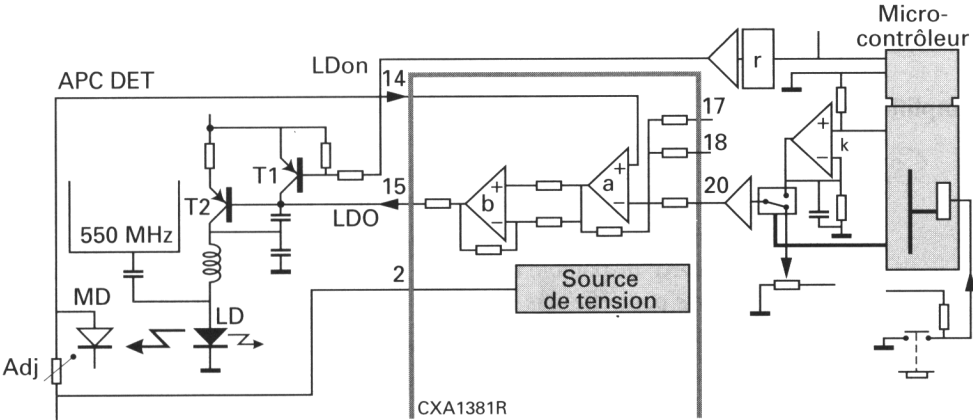 Micro-
contrôleur
LDon
r
APC DET
14
17
+
k
−
18
T1
+
a
−
15
20
+
b
−
T2
LDO
550 MHz
2
Source
de tension
MD
LD
Adj
CXA1381R